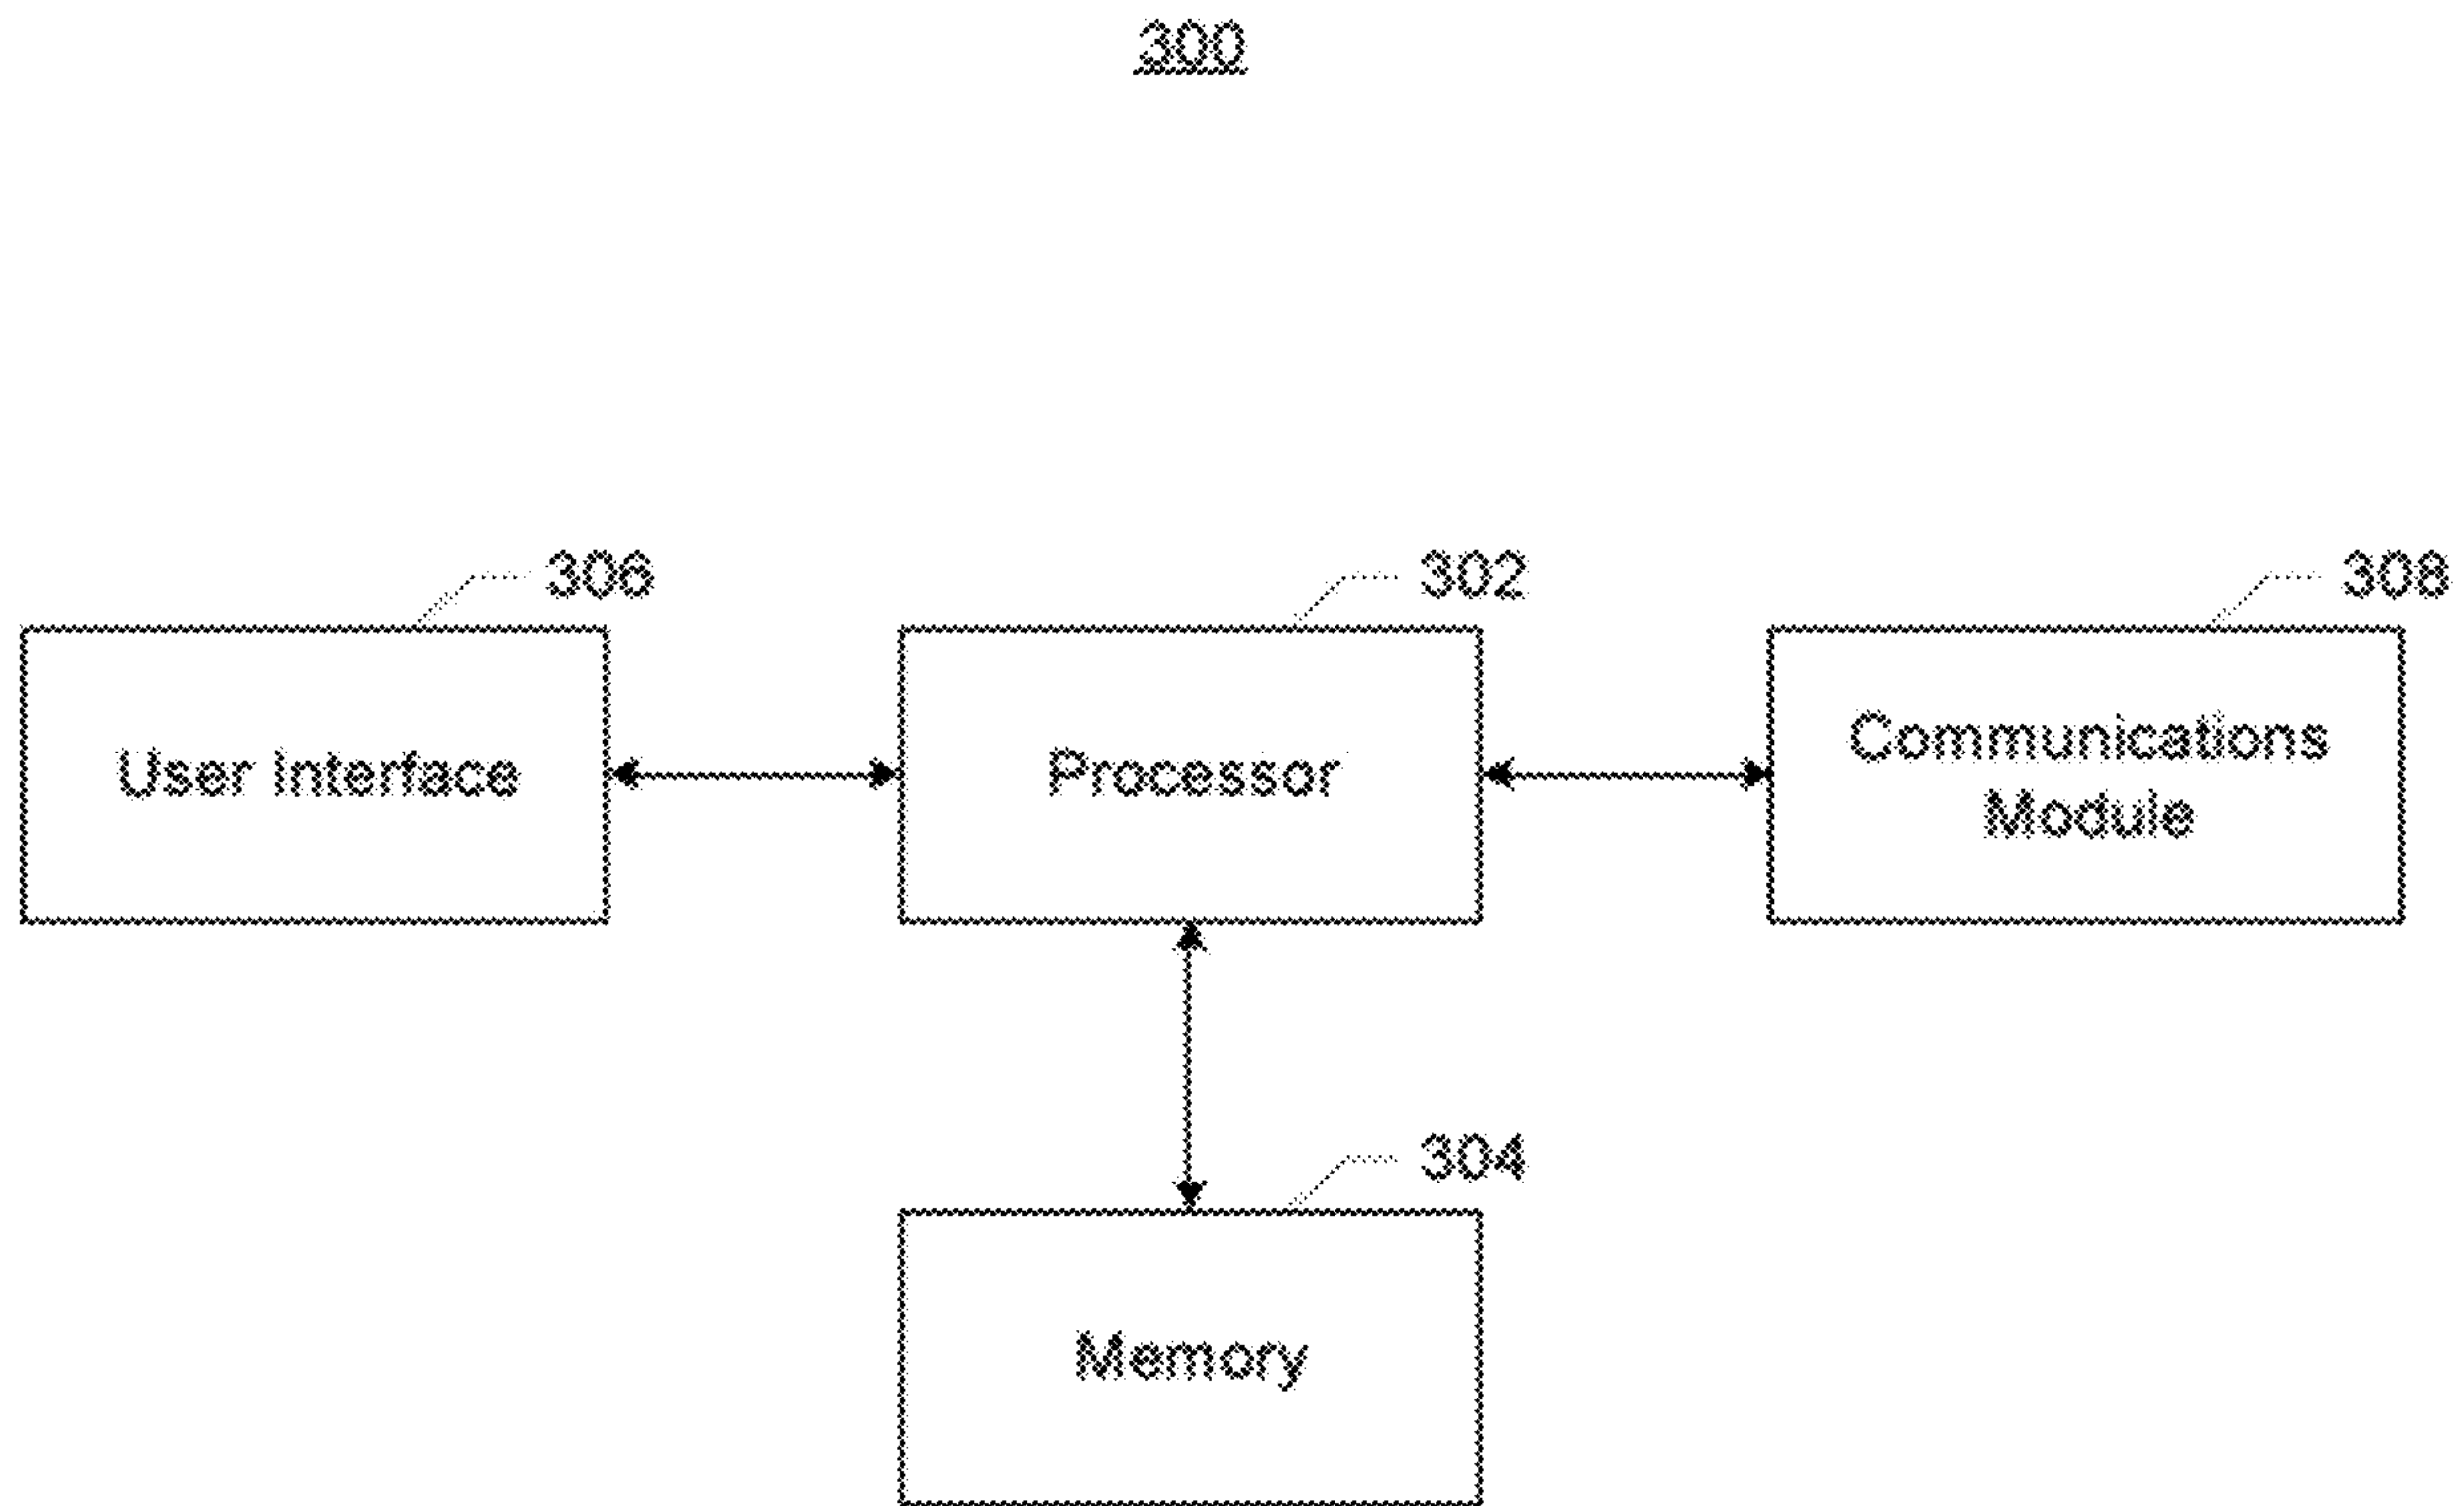 300
306
302
308
User Interface
Processor
Communications
Module
304
Memory